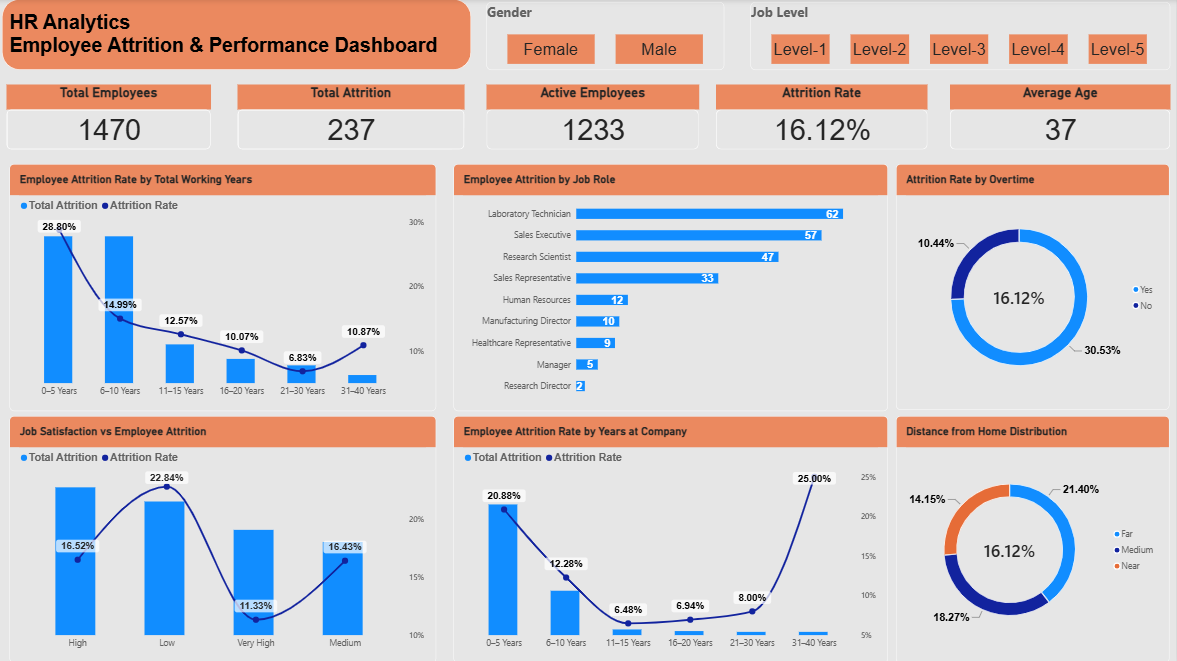 HR Analytics
Employee Attrition & Performance Dashboard
Gender
Female
Male
Job Level
Level-1
Level-2
Level-3
Level-4
Level-5
Total Employees
1470
Total Attrition
237
Active Employees
1233
Attrition Rate
16.12%
Average Age
37
Employee Attrition Rate by Total Working Years
Total Attrition
Attrition Rate
28.80%
14.99%
12.57%
10.07%
6.83%
10.87%
30%
20%
10%
0–5 Years
6–10 Years
11–15 Years
16–20 Years
21–30 Years
31–40 Years
Employee Attrition by Job Role
Laboratory Technician 62
Sales Executive 57
Research Scientist 47
Sales Representative 33
Human Resources 12
Manufacturing Director 10
Healthcare Representative 9
Manager 5
Research Director 2
Attrition Rate by Overtime
10.44%
16.12%
30.53%
Yes
No
Job Satisfaction vs Employee Attrition
Total Attrition
Attrition Rate
16.52%
22.84%
11.33%
16.43%
20%
15%
10%
High
Low
Very High
Medium
Employee Attrition Rate by Years at Company
Total Attrition
Attrition Rate
20.88%
12.28%
6.48%
6.94%
8.00%
25.00%
25%
20%
15%
10%
5%
0–5 Years
6–10 Years
11–15 Years
16–20 Years
21–30 Years
31–40 Years
Distance from Home Distribution
14.15%
21.40%
16.12%
18.27%
Far
Medium
Near